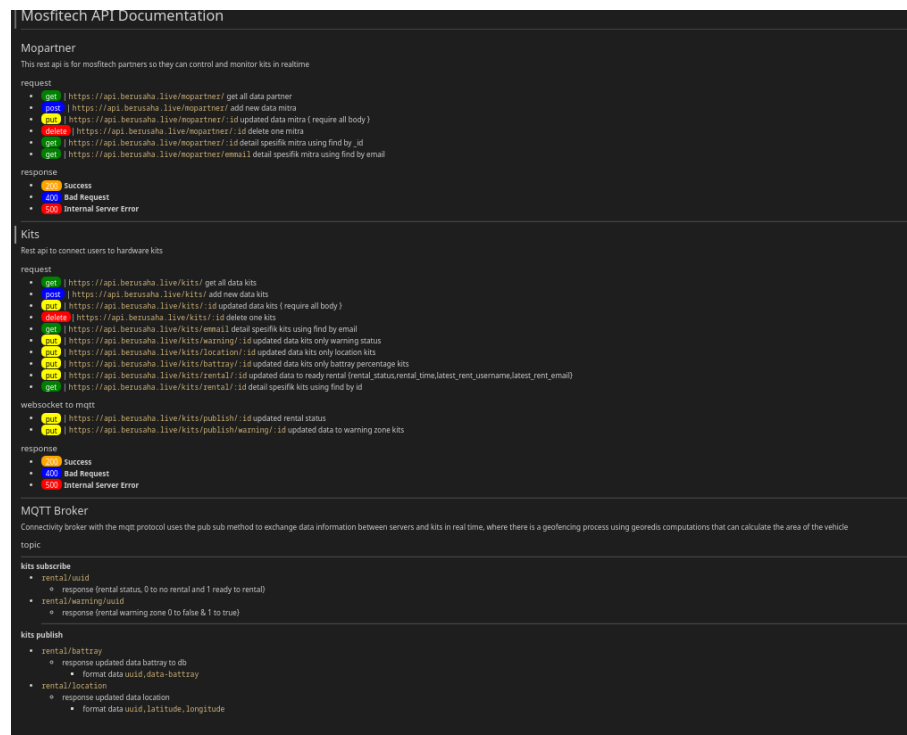 Mosfitech API Documentation
Mopartner
This rest api is for mosfitech partners so they can control and monitor kits in realtime
request
get | https://api.berusaha.live/mopartner/ get all data partner
post | https://api.berusaha.live/mopartner/ add new data mitra
put | https://api.berusaha.live/mopartner/:id updated data mitra { require all body }
delete | https://api.berusaha.live/mopartner/:id delete one mitra
get | https://api.berusaha.live/mopartner/:id detail spesifik mitra using find by _id
get | https://api.berusaha.live/mopartner/emmail detail spesifik mitra using find by email
response
200 Success
400 Bad Request
500 Internal Server Error
Kits
Rest api to connect users to hardware kits
request
get | https://api.berusaha.live/kits/ get all data kits
post | https://api.berusaha.live/kits/ add new data kits
put | https://api.berusaha.live/kits/:id updated data kits { require all body }
delete | https://api.berusaha.live/kits/:id delete one kits
get | https://api.berusaha.live/kits/emmail detail spesifik kits using find by email
put | https://api.berusaha.live/kits/warning/:id updated data kits only warning status
put | https://api.berusaha.live/kits/location/:id updated data kits only location kits
put | https://api.berusaha.live/kits/battray/:id updated data kits only battray percentage kits
put | https://api.berusaha.live/kits/rental/:id updated data to ready rental {rental_status,rental_time,latest_rent_username,latest_rent_email}
get | https://api.berusaha.live/kits/rental/:id detail spesifik kits using find by id
websocket to mqtt
put | https://api.berusaha.live/kits/publish/:id updated rental status
put | https://api.berusaha.live/kits/publish/warning/:id updated data to warning zone kits
response
200 Success
400 Bad Request
500 Internal Server Error
MQTT Broker
Connectivity broker with the mqtt protocol uses the pub sub method to exchange data information between servers and kits in real time, where there is a geofencing process using georedis computations that can calculate the area of the vehicle
topic
kits subscribe
rental/uuid
response {rental status, 0 to no rental and 1 ready to rental}
rental/warning/uuid
response {rental warning zone 0 to false & 1 to true}
kits publish
rental/battray
response updated data battray to db
format data uuid,data-battray
rental/location
response updated data location
format data uuid,latitude,longitude